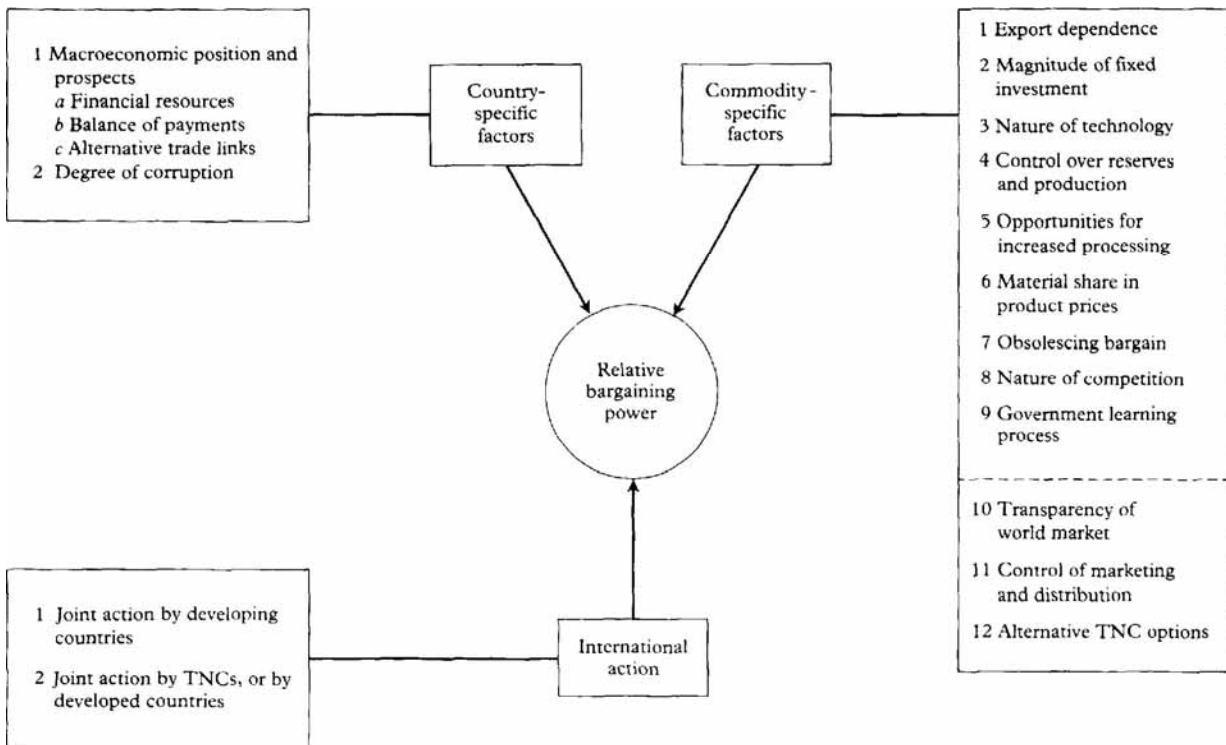 1 Macroeconomic position and
prospects
a Financial resources
b Balance of payments
c Alternative trade links
2 Degree of corruption
Country-
specific
factors
Commodity-
specific
factors
1 Export dependence
2 Magnitude of fixed
investment
3 Nature of technology
4 Control over reserves
and production
5 Opportunities for
increased processing
6 Material share in
product prices
7 Obsolescing bargain
8 Nature of competition
9 Government learning
process
10 Transparency of
world market
11 Control of marketing
and distribution
12 Alternative TNC options
Relative
bargaining
power
1 Joint action by developing
countries
2 Joint action by TNCs, or by
developed countries
International
action